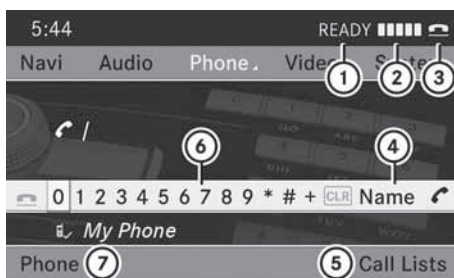 5:44 READY 1 2 3
Navi Audio Phone Video System
/
6 4
0 1 2 3 4 5 6 7 8 9 * # + CLR Name
My Phone
Phone 7 5 Call Lists